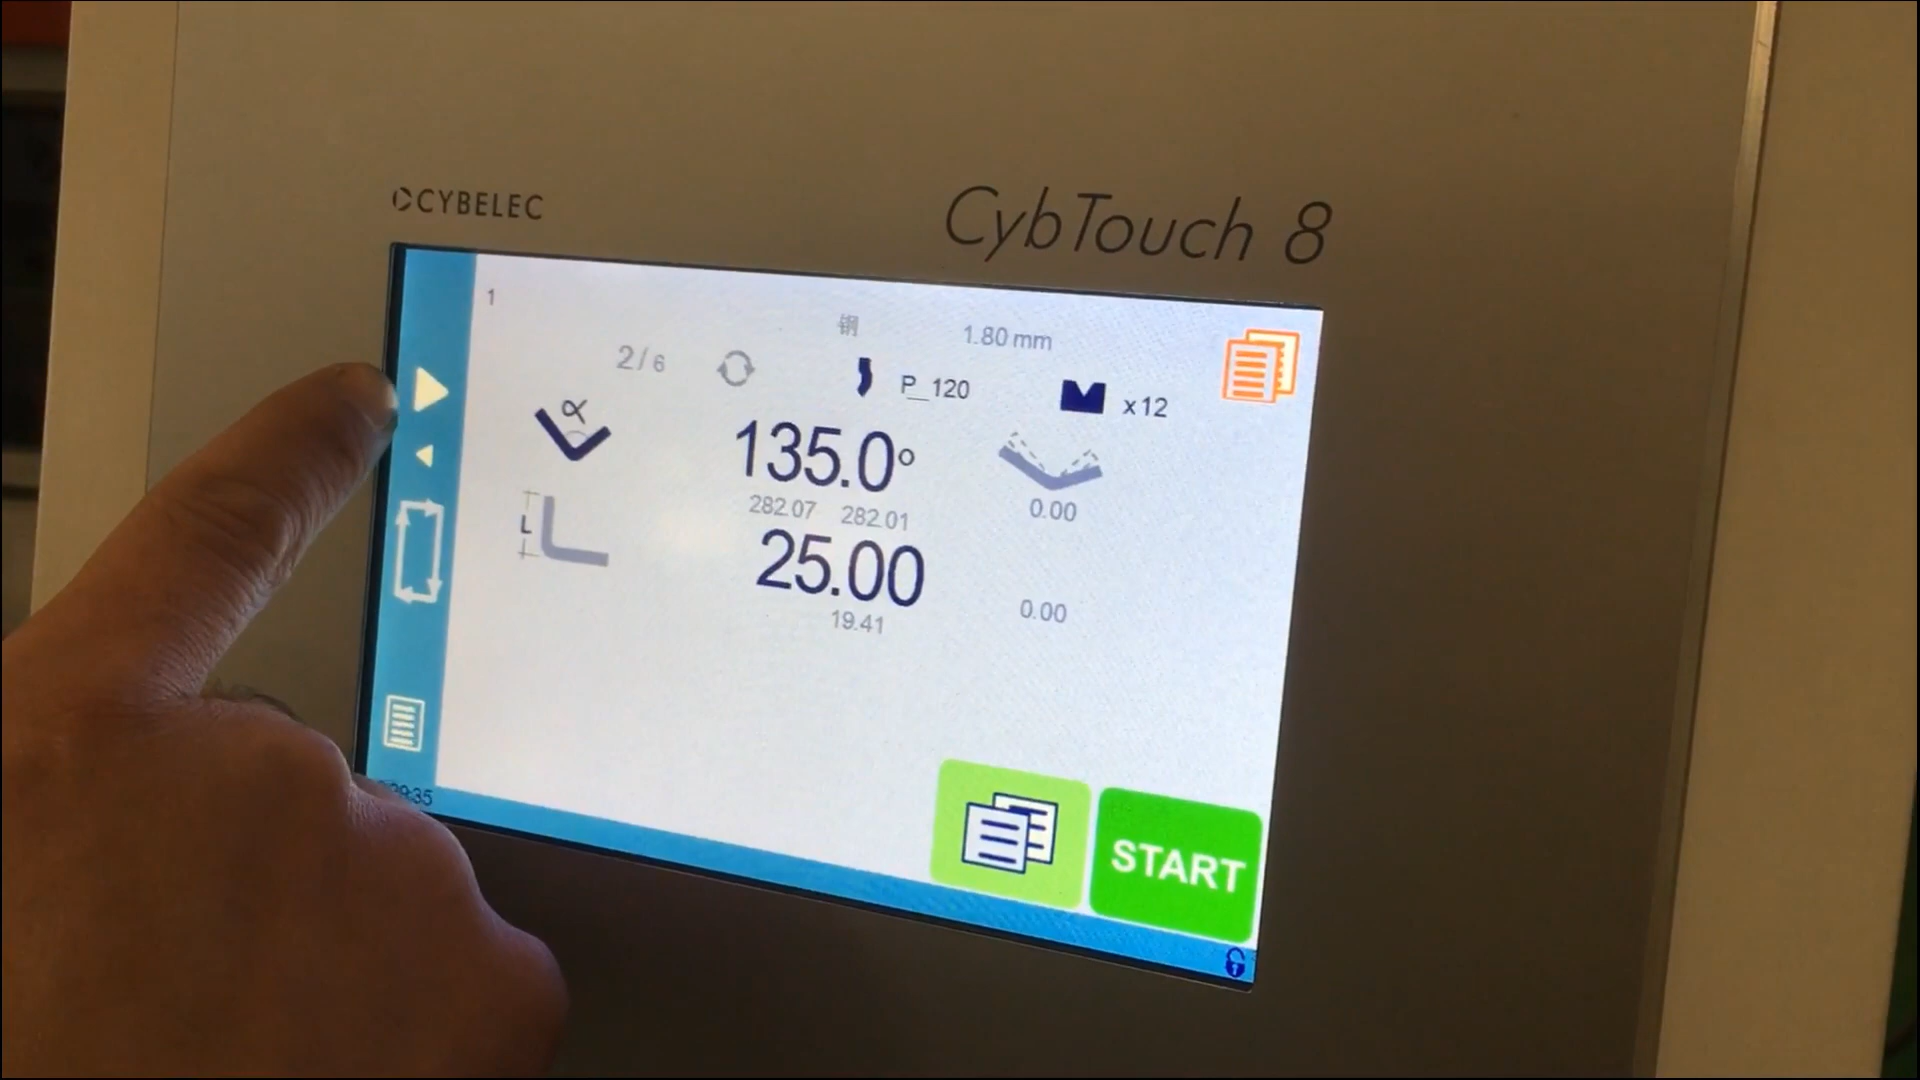 CYBELEC
CybTouch 8
1
钢
1.80 mm
2/6
P_120
x12
α
135.0°
282.07 282.01
0.00
L
25.00
0.00
19.41
START